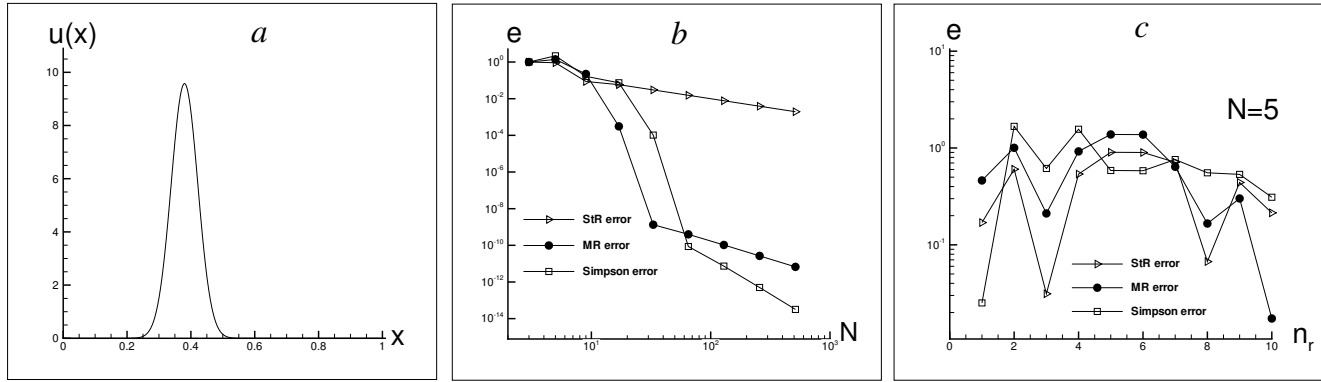 u(x)
a
10
8
6
4
2
0
0 0.2 0.4 0.6 0.8 1
x
e
b
10^0
10^-2
10^-4
10^-6
10^-8
10^-10
10^-12
10^-14
StR error
MR error
Simpson error
10^1 10^2 10^3
N
e
c
10^1
10^0
10^-1
N=5
StR error
MR error
Simpson error
0 2 4 6 8 10
n_r